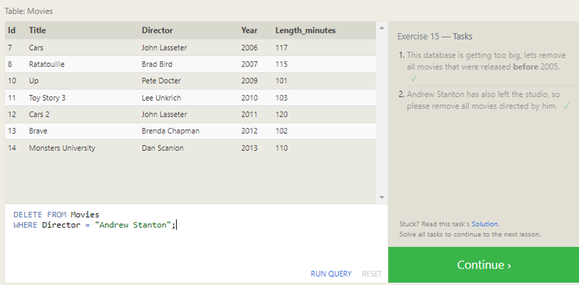 Table: Movies
Id Title Director Year Length_minutes
7 Cars John Lasseter 2006 117
8 Ratatouille Brad Bird 2007 115
10 Up Pete Docter 2009 101
11 Toy Story 3 Lee Unkrich 2010 103
12 Cars 2 John Lasseter 2011 120
13 Brave Brenda Chapman 2012 102
14 Monsters University Dan Scanlon 2013 110
DELETE FROM Movies
WHERE Director = "Andrew Stanton";
RUN QUERY RESET
Exercise 15 — Tasks
1. This database is getting too big, lets remove
all movies that were released before 2005.
✓
2. Andrew Stanton has also left the studio, so
please remove all movies directed by him. ✓
Stuck? Read this task's Solution.
Solve all tasks to continue to the next lesson.
Continue ›